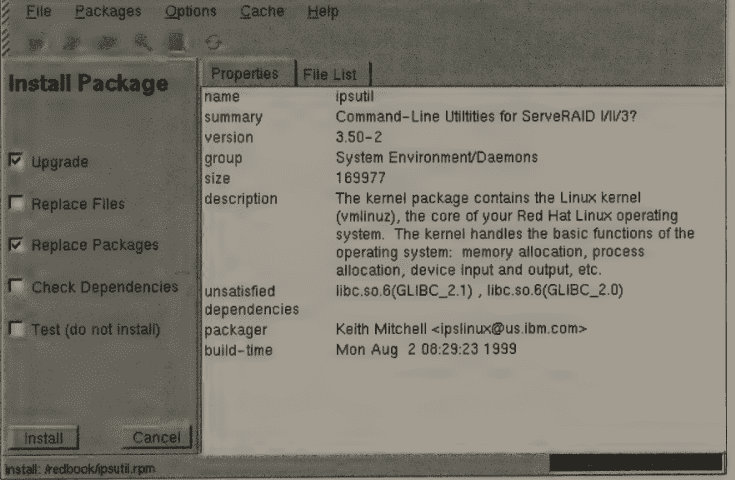 File Packages Options Cache Help
Install Package
Upgrade
Replace Files
Replace Packages
Check Dependencies
Test (do not install)
Install Cancel
Properties File List
name ipsutil
summary Command-Line Utiltities for ServeRAID I/II/3?
version 3.50-2
group System Environment/Daemons
size 169977
description The kernel package contains the Linux kernel
(vmlinuz), the core of your Red Hat Linux operating
system. The kernel handles the basic functions of the
operating system: memory allocation, process
allocation, device input and output, etc.
unsatisfied libc.so.6(GLIBC_2.1) , libc.so.6(GLIBC_2.0)
dependencies
packager Keith Mitchell <ipslinux@us.ibm.com>
build-time Mon Aug 2 08:29:23 1999
Install: /redbook/ipsutil.rpm